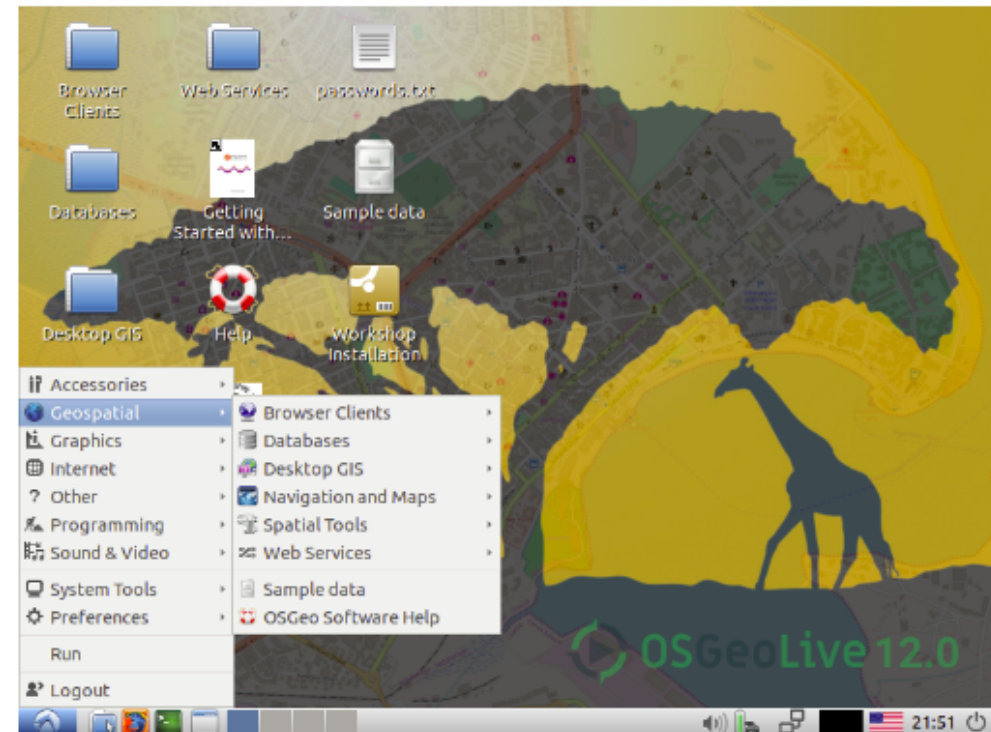 Browser
Clients
Web Services
passwords.txt
Databases
Getting
Started with...
Sample data
Desktop GIS
Help
Workshop
Installation
Accessories
Geospatial
Graphics
Internet
Other
Programming
Sound & Video
System Tools
Preferences
Run
Logout
Browser Clients
Databases
Desktop GIS
Navigation and Maps
Spatial Tools
Web Services
Sample data
OSGeo Software Help
OSGeoLive 12.0
21:51